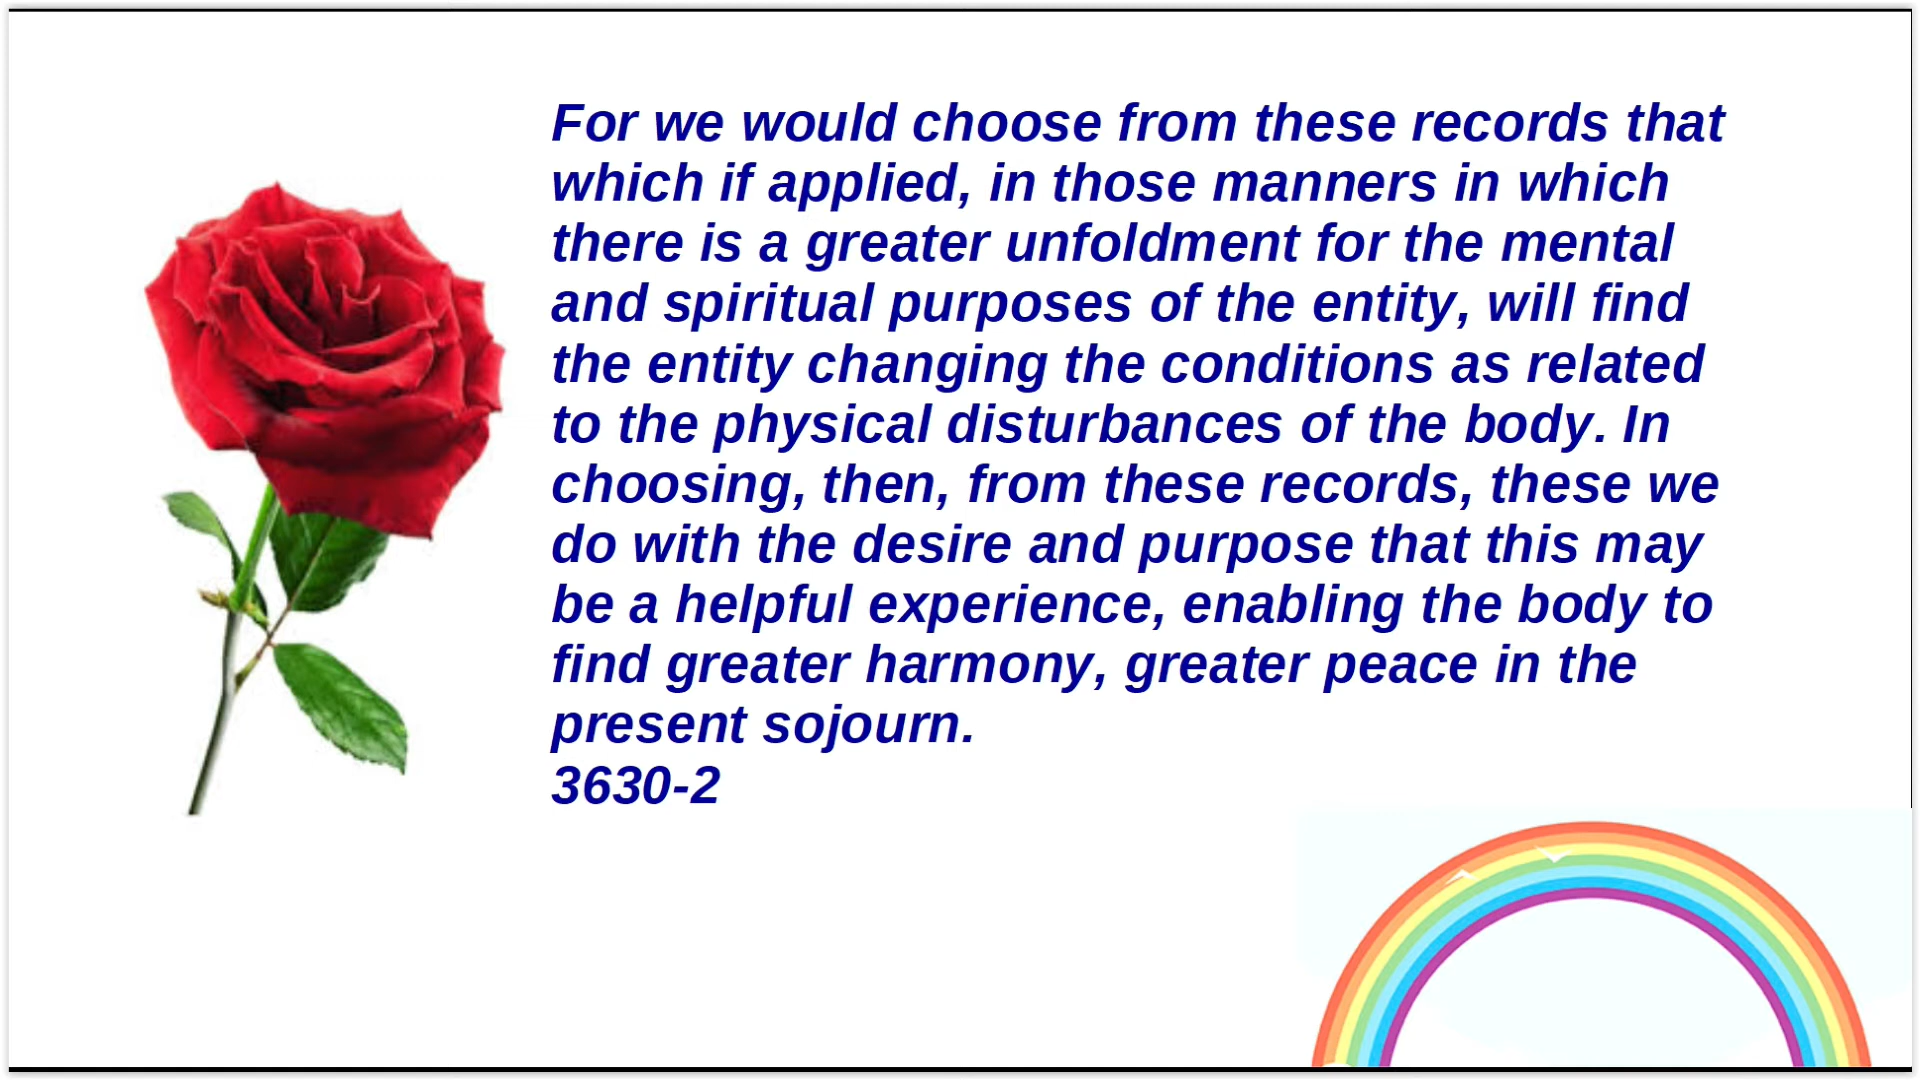 For we would choose from these records that
which if applied, in those manners in which
there is a greater unfoldment for the mental
and spiritual purposes of the entity, will find
the entity changing the conditions as related
to the physical disturbances of the body. In
choosing, then, from these records, these we
do with the desire and purpose that this may
be a helpful experience, enabling the body to
find greater harmony, greater peace in the
present sojourn.
3630-2